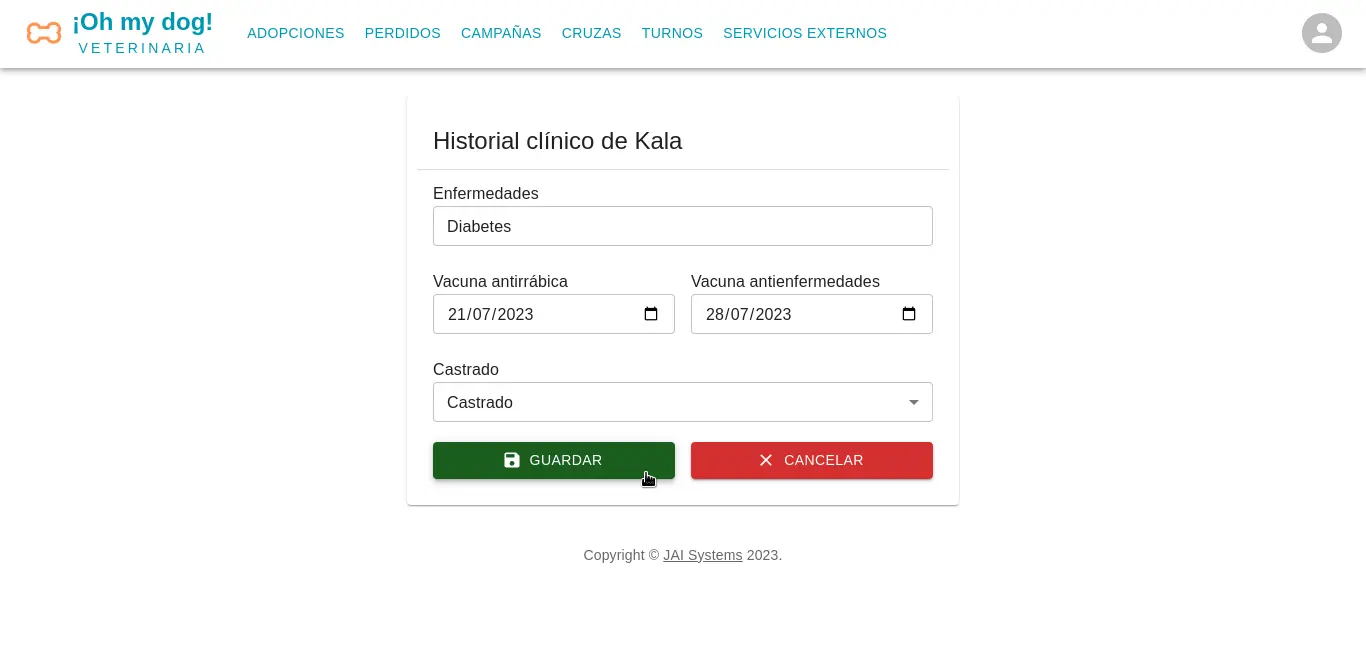 ¡Oh my dog!
VETERINARIA
ADOPCIONES PERDIDOS CAMPAÑAS CRUZAS TURNOS SERVICIOS EXTERNOS
Historial clínico de Kala
Enfermedades
Diabetes
Vacuna antirrábica Vacuna antienfermedades
21/07/2023 28/07/2023
Castrado
Castrado
GUARDAR CANCELAR
Copyright © JAI Systems 2023.